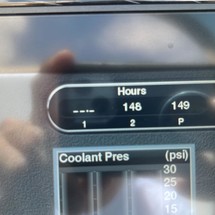 Hours
--.- 148 149
1 2 P
Coolant Pres (psi)
30
25
20
15